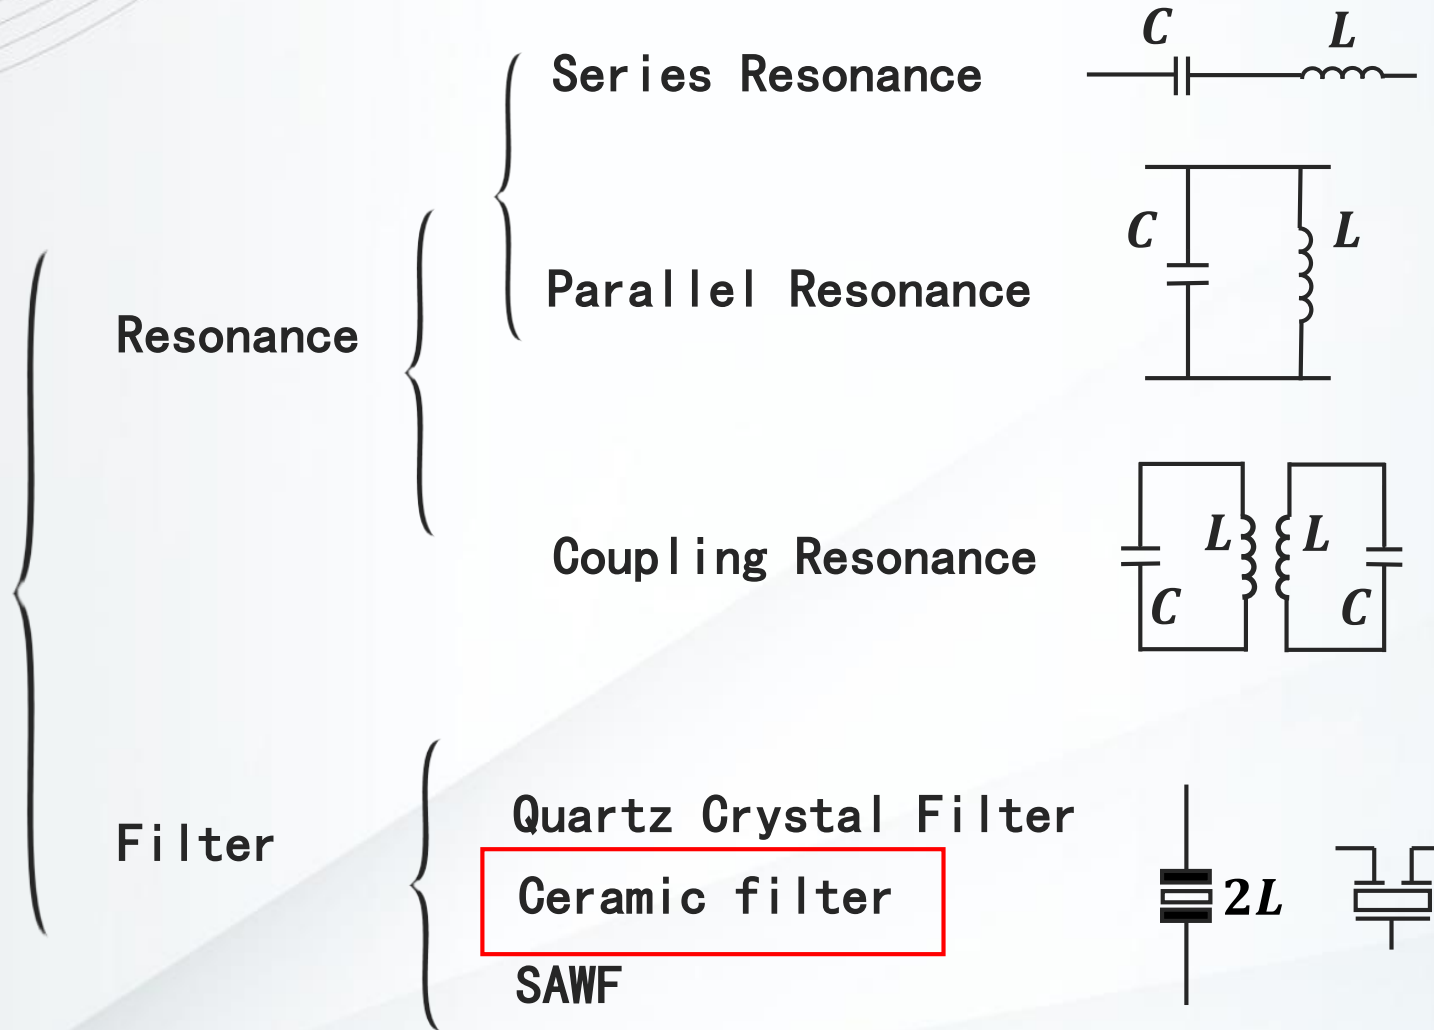 C L
Series Resonance
C L
Parallel Resonance
Resonance
L L
Coupling Resonance
C C
Quartz Crystal Filter
Filter
Ceramic filter
2L
SAWF